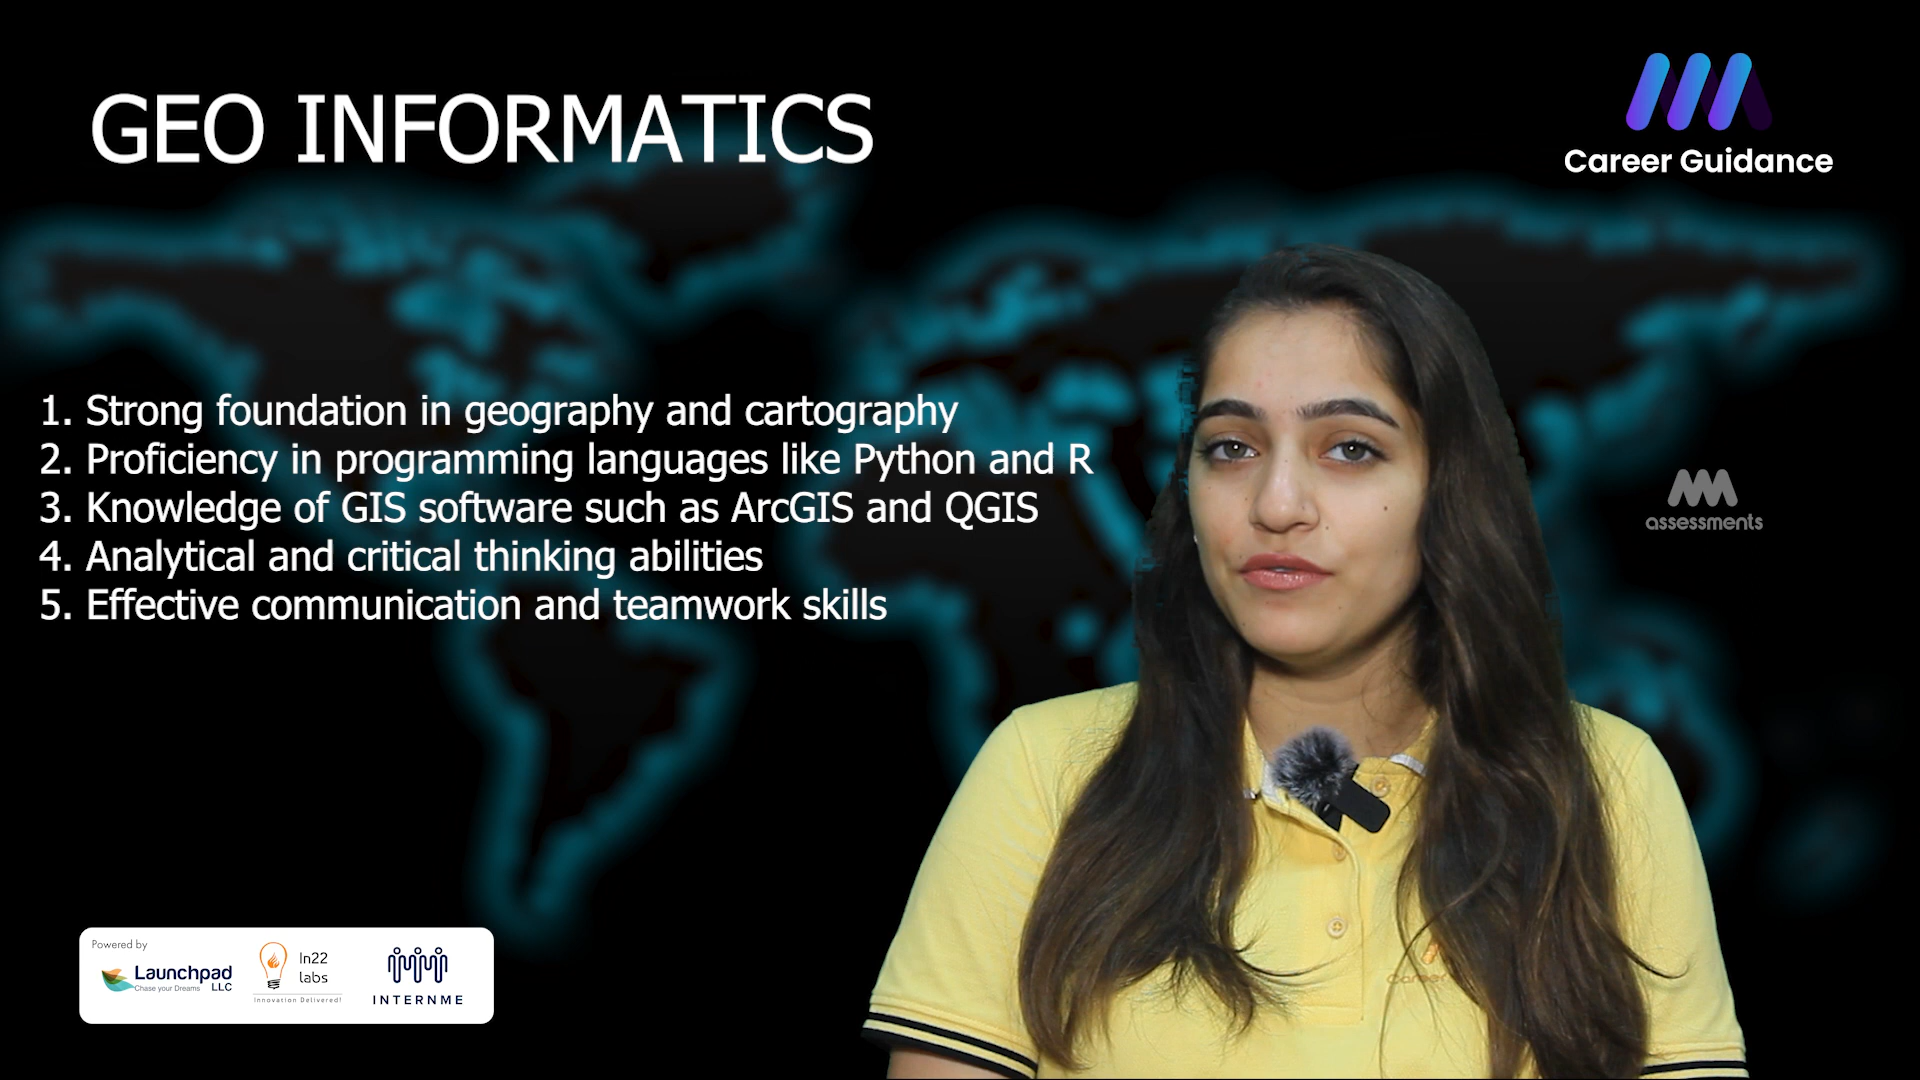 GEO INFORMATICS
Career Guidance
1. Strong foundation in geography and cartography
2. Proficiency in programming languages like Python and R
3. Knowledge of GIS software such as ArcGIS and QGIS
4. Analytical and critical thinking abilities
5. Effective communication and teamwork skills
assessments
Powered by
Launchpad
Chase your Dreams LLC
In22
labs
Innovation Delivered!
INTERNME